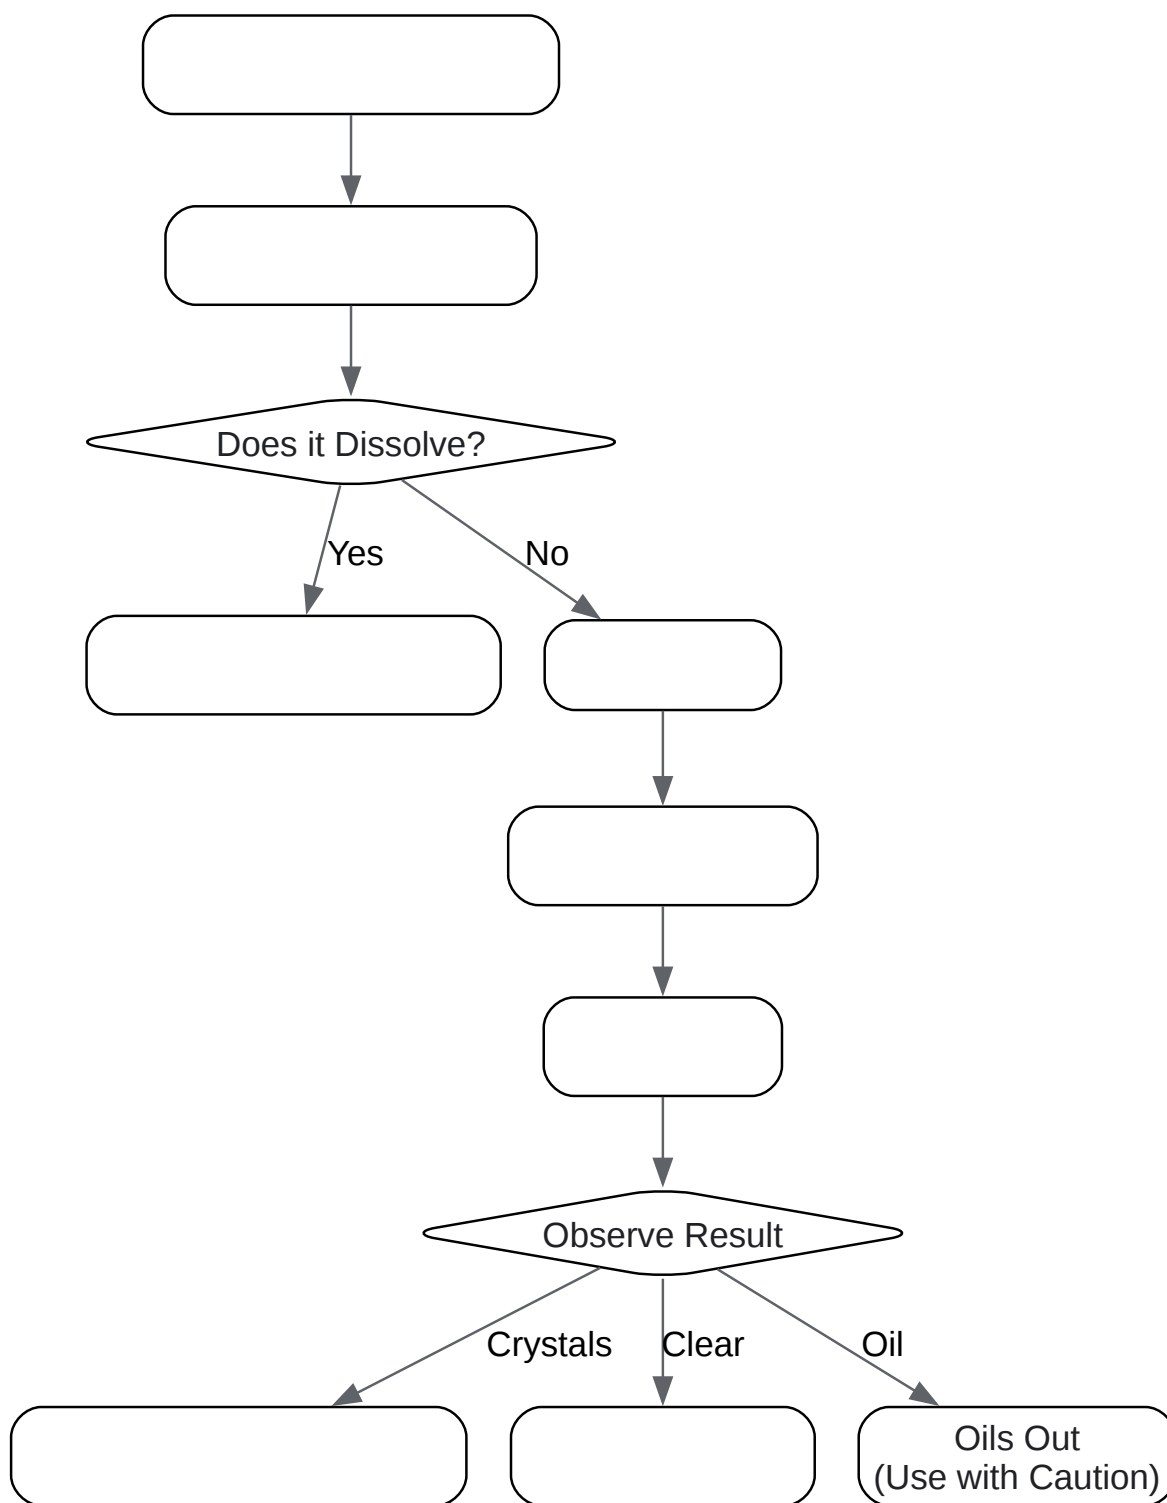 Does it Dissolve?
Yes
No
Observe Result
Crystals
Clear
Oil
Oils Out
(Use with Caution)